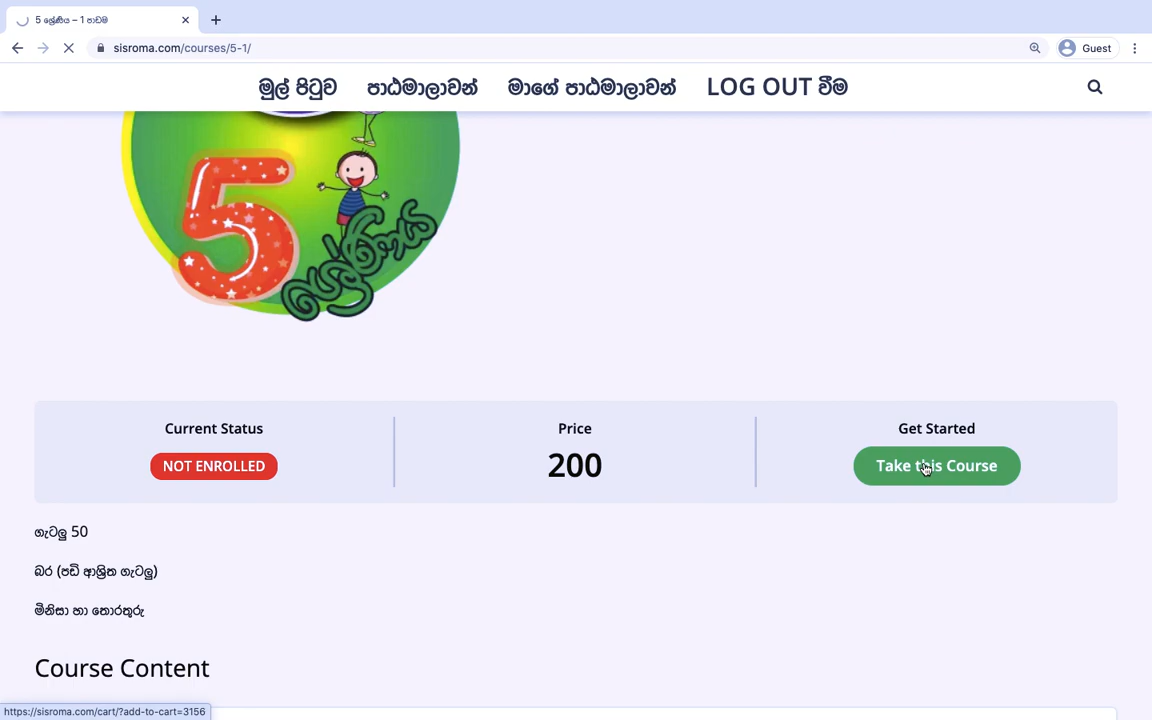 5 ශ්‍රේණිය – 1 පාඩම
sisroma.com/courses/5-1/
Guest
මුල් පිටුව
පාඨමාලාවන්
මාගේ පාඨමාලාවන්
LOG OUT වීම
5
ශ්‍රේණිය
Current Status
Price
Get Started
NOT ENROLLED
200
Take this Course
ගැටලු 50
බර (පඩි ආශ්‍රිත ගැටලු)
මිනිසා හා තොරතුරු
Course Content
https://sisroma.com/cart/?add-to-cart=3156